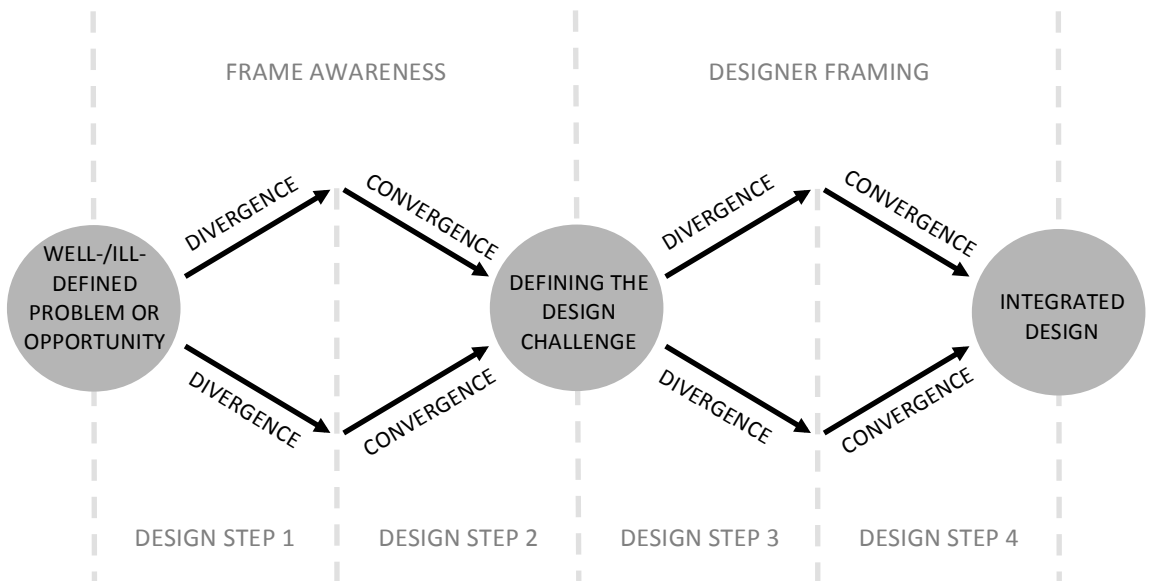 FRAME AWARENESS
DESIGNER FRAMING
DIVERGENCE
CONVERGENCE
DIVERGENCE
CONVERGENCE
WELL-/ILL-
DEFINED
PROBLEM OR
OPPORTUNITY
DEFINING THE
DESIGN
CHALLENGE
INTEGRATED
DESIGN
DIVERGENCE
CONVERGENCE
DIVERGENCE
CONVERGENCE
DESIGN STEP 1
DESIGN STEP 2
DESIGN STEP 3
DESIGN STEP 4